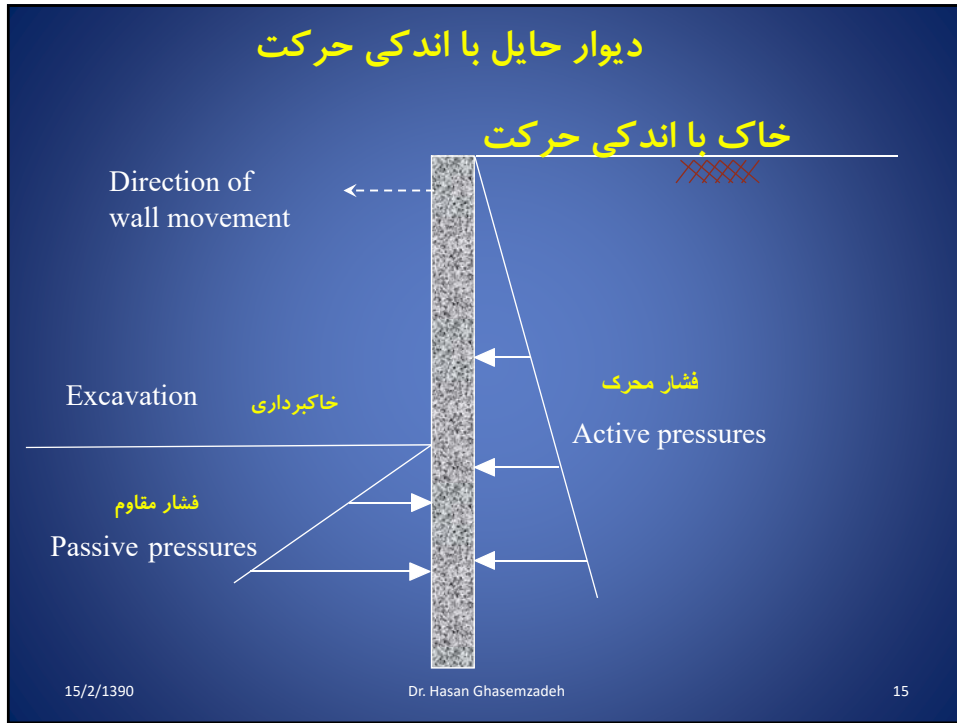 دیوار حایل با اندکی حرکت
خاک با اندکی حرکت
Direction of
wall movement
فشار محرک
Excavation
خاکبرداری
Active pressures
فشار مقاوم
Passive pressures
15/2/1390
Dr. Hasan Ghasemzadeh
15